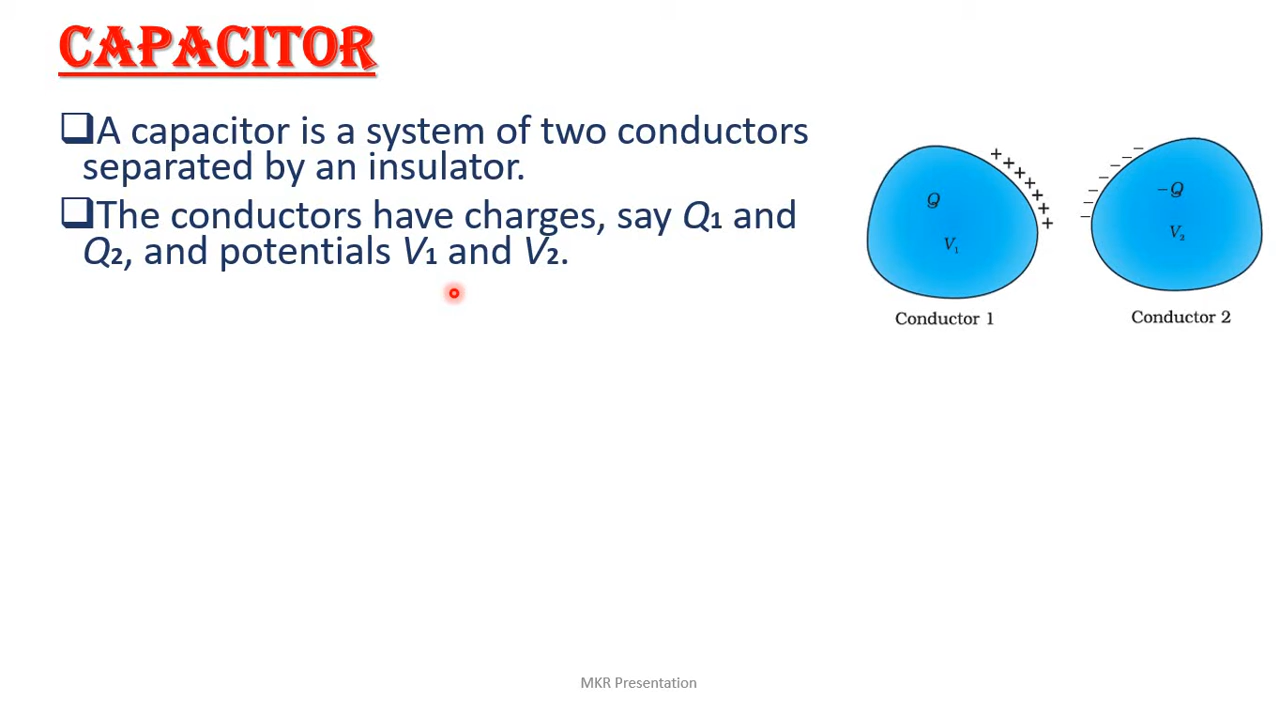 CAPACITOR
❑A capacitor is a system of two conductors
separated by an insulator.
❑The conductors have charges, say Q₁ and
Q₂, and potentials V₁ and V₂.
+ + + + + + + +
Q
V₁
Conductor 1
− − − − − − −
−Q
V₂
Conductor 2
MKR Presentation